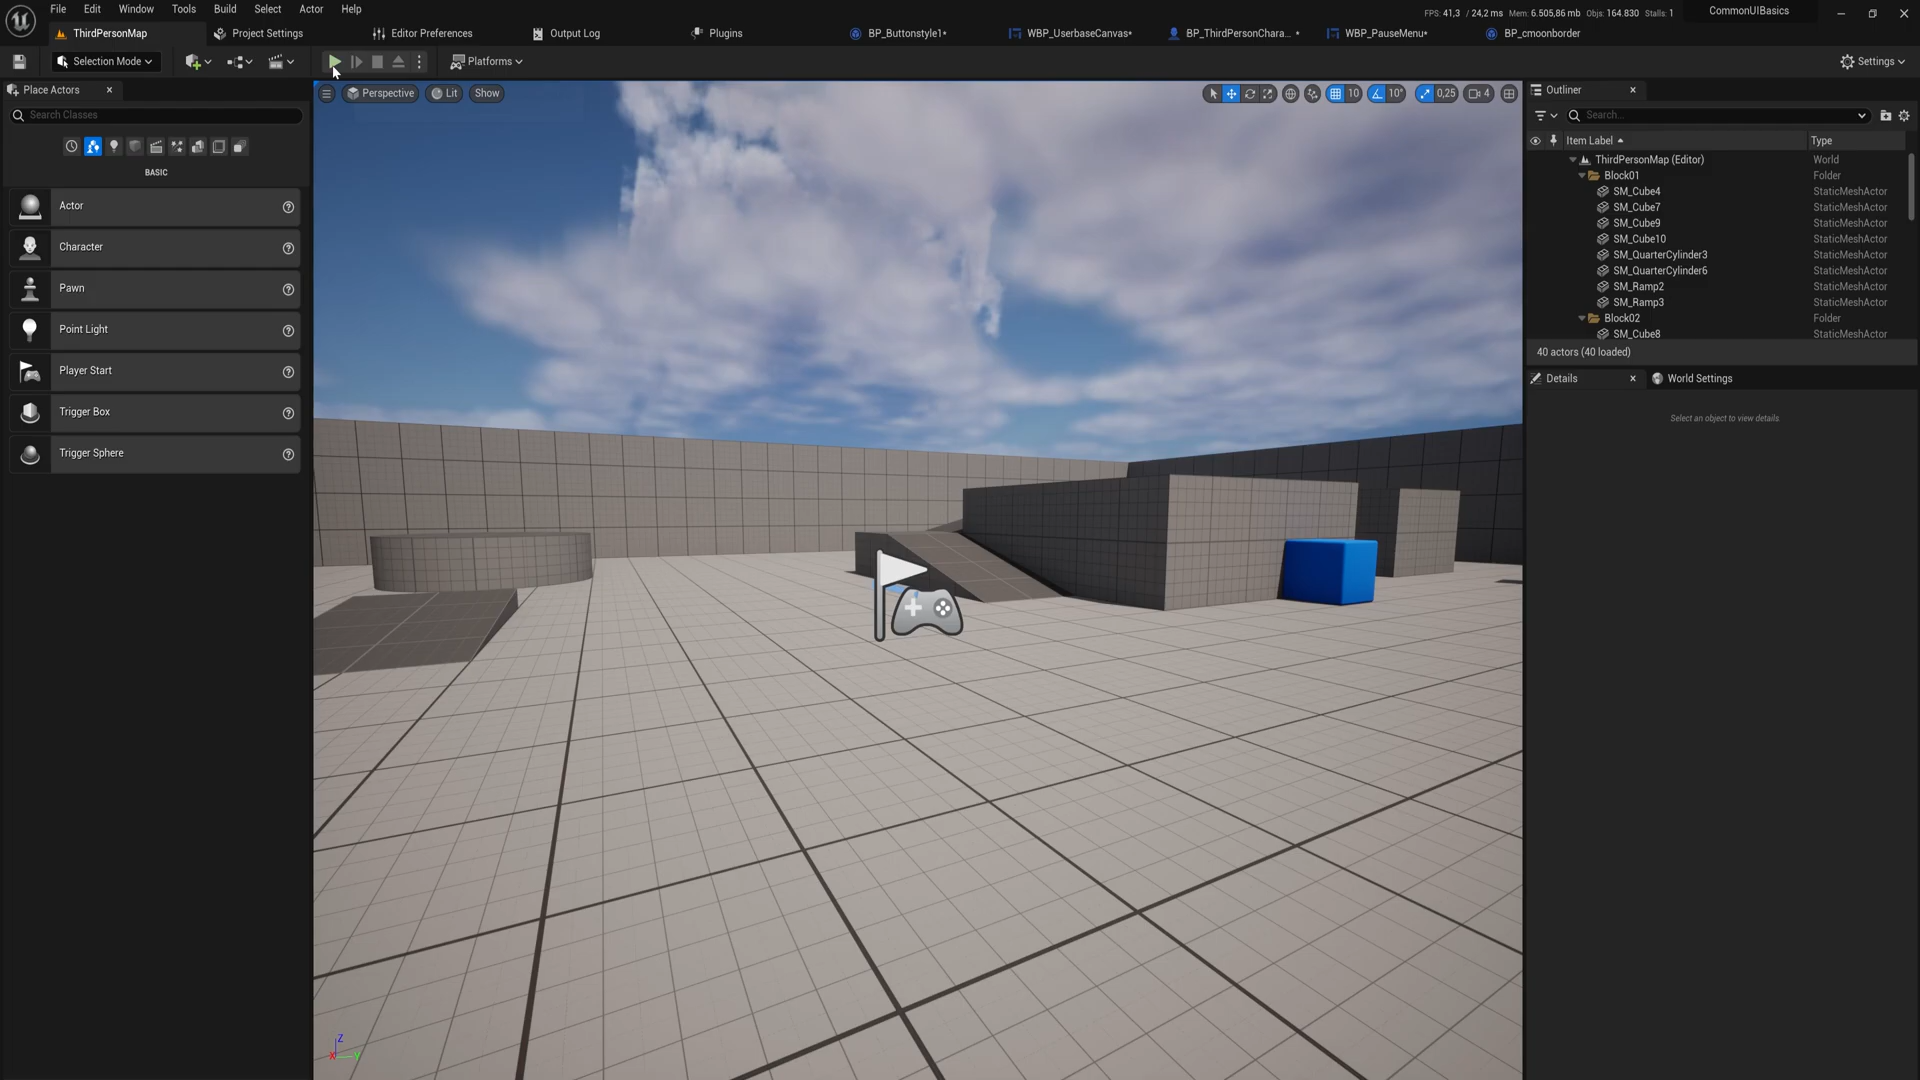 File Edit Window Tools Build Select Actor Help
FPS: 41,3 / 24,2 ms Mem: 6.505,86 mb Objs: 164.830 Stalls: 1
CommonUIBasics
ThirdPersonMap
Project Settings
Editor Preferences
Output Log
Plugins
BP_Buttonstyle1*
WBP_UserbaseCanvas*
BP_ThirdPersonChara... *
WBP_PauseMenu*
BP_cmoonborder
Selection Mode
Platforms
Settings
Place Actors
Search Classes
BASIC
Actor
Character
Pawn
Point Light
Player Start
Trigger Box
Trigger Sphere
Perspective Lit Show
10 10° 0,25 4
Z
X Y
Outliner
Search...
Item Label Type
ThirdPersonMap (Editor) World
Block01 Folder
SM_Cube4 StaticMeshActor
SM_Cube7 StaticMeshActor
SM_Cube9 StaticMeshActor
SM_Cube10 StaticMeshActor
SM_QuarterCylinder3 StaticMeshActor
SM_QuarterCylinder6 StaticMeshActor
SM_Ramp2 StaticMeshActor
SM_Ramp3 StaticMeshActor
Block02 Folder
SM_Cube8 StaticMeshActor
40 actors (40 loaded)
Details World Settings
Select an object to view details.